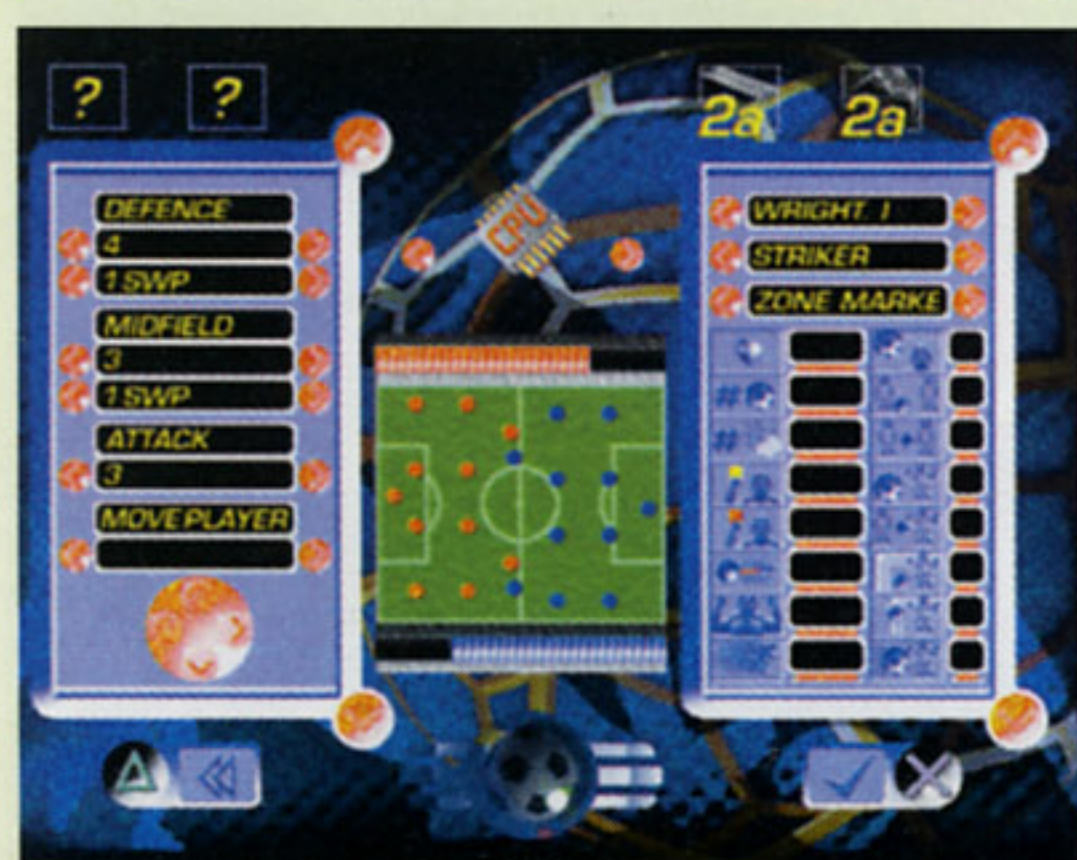 ? ?
2a 2a
CPU
DEFENCE
4
1 SWP
MIDFIELD
3
1 SWP
ATTACK
3
MOVE PLAYER
WRIGHT. I
STRIKER
ZONE MARKE
#
#